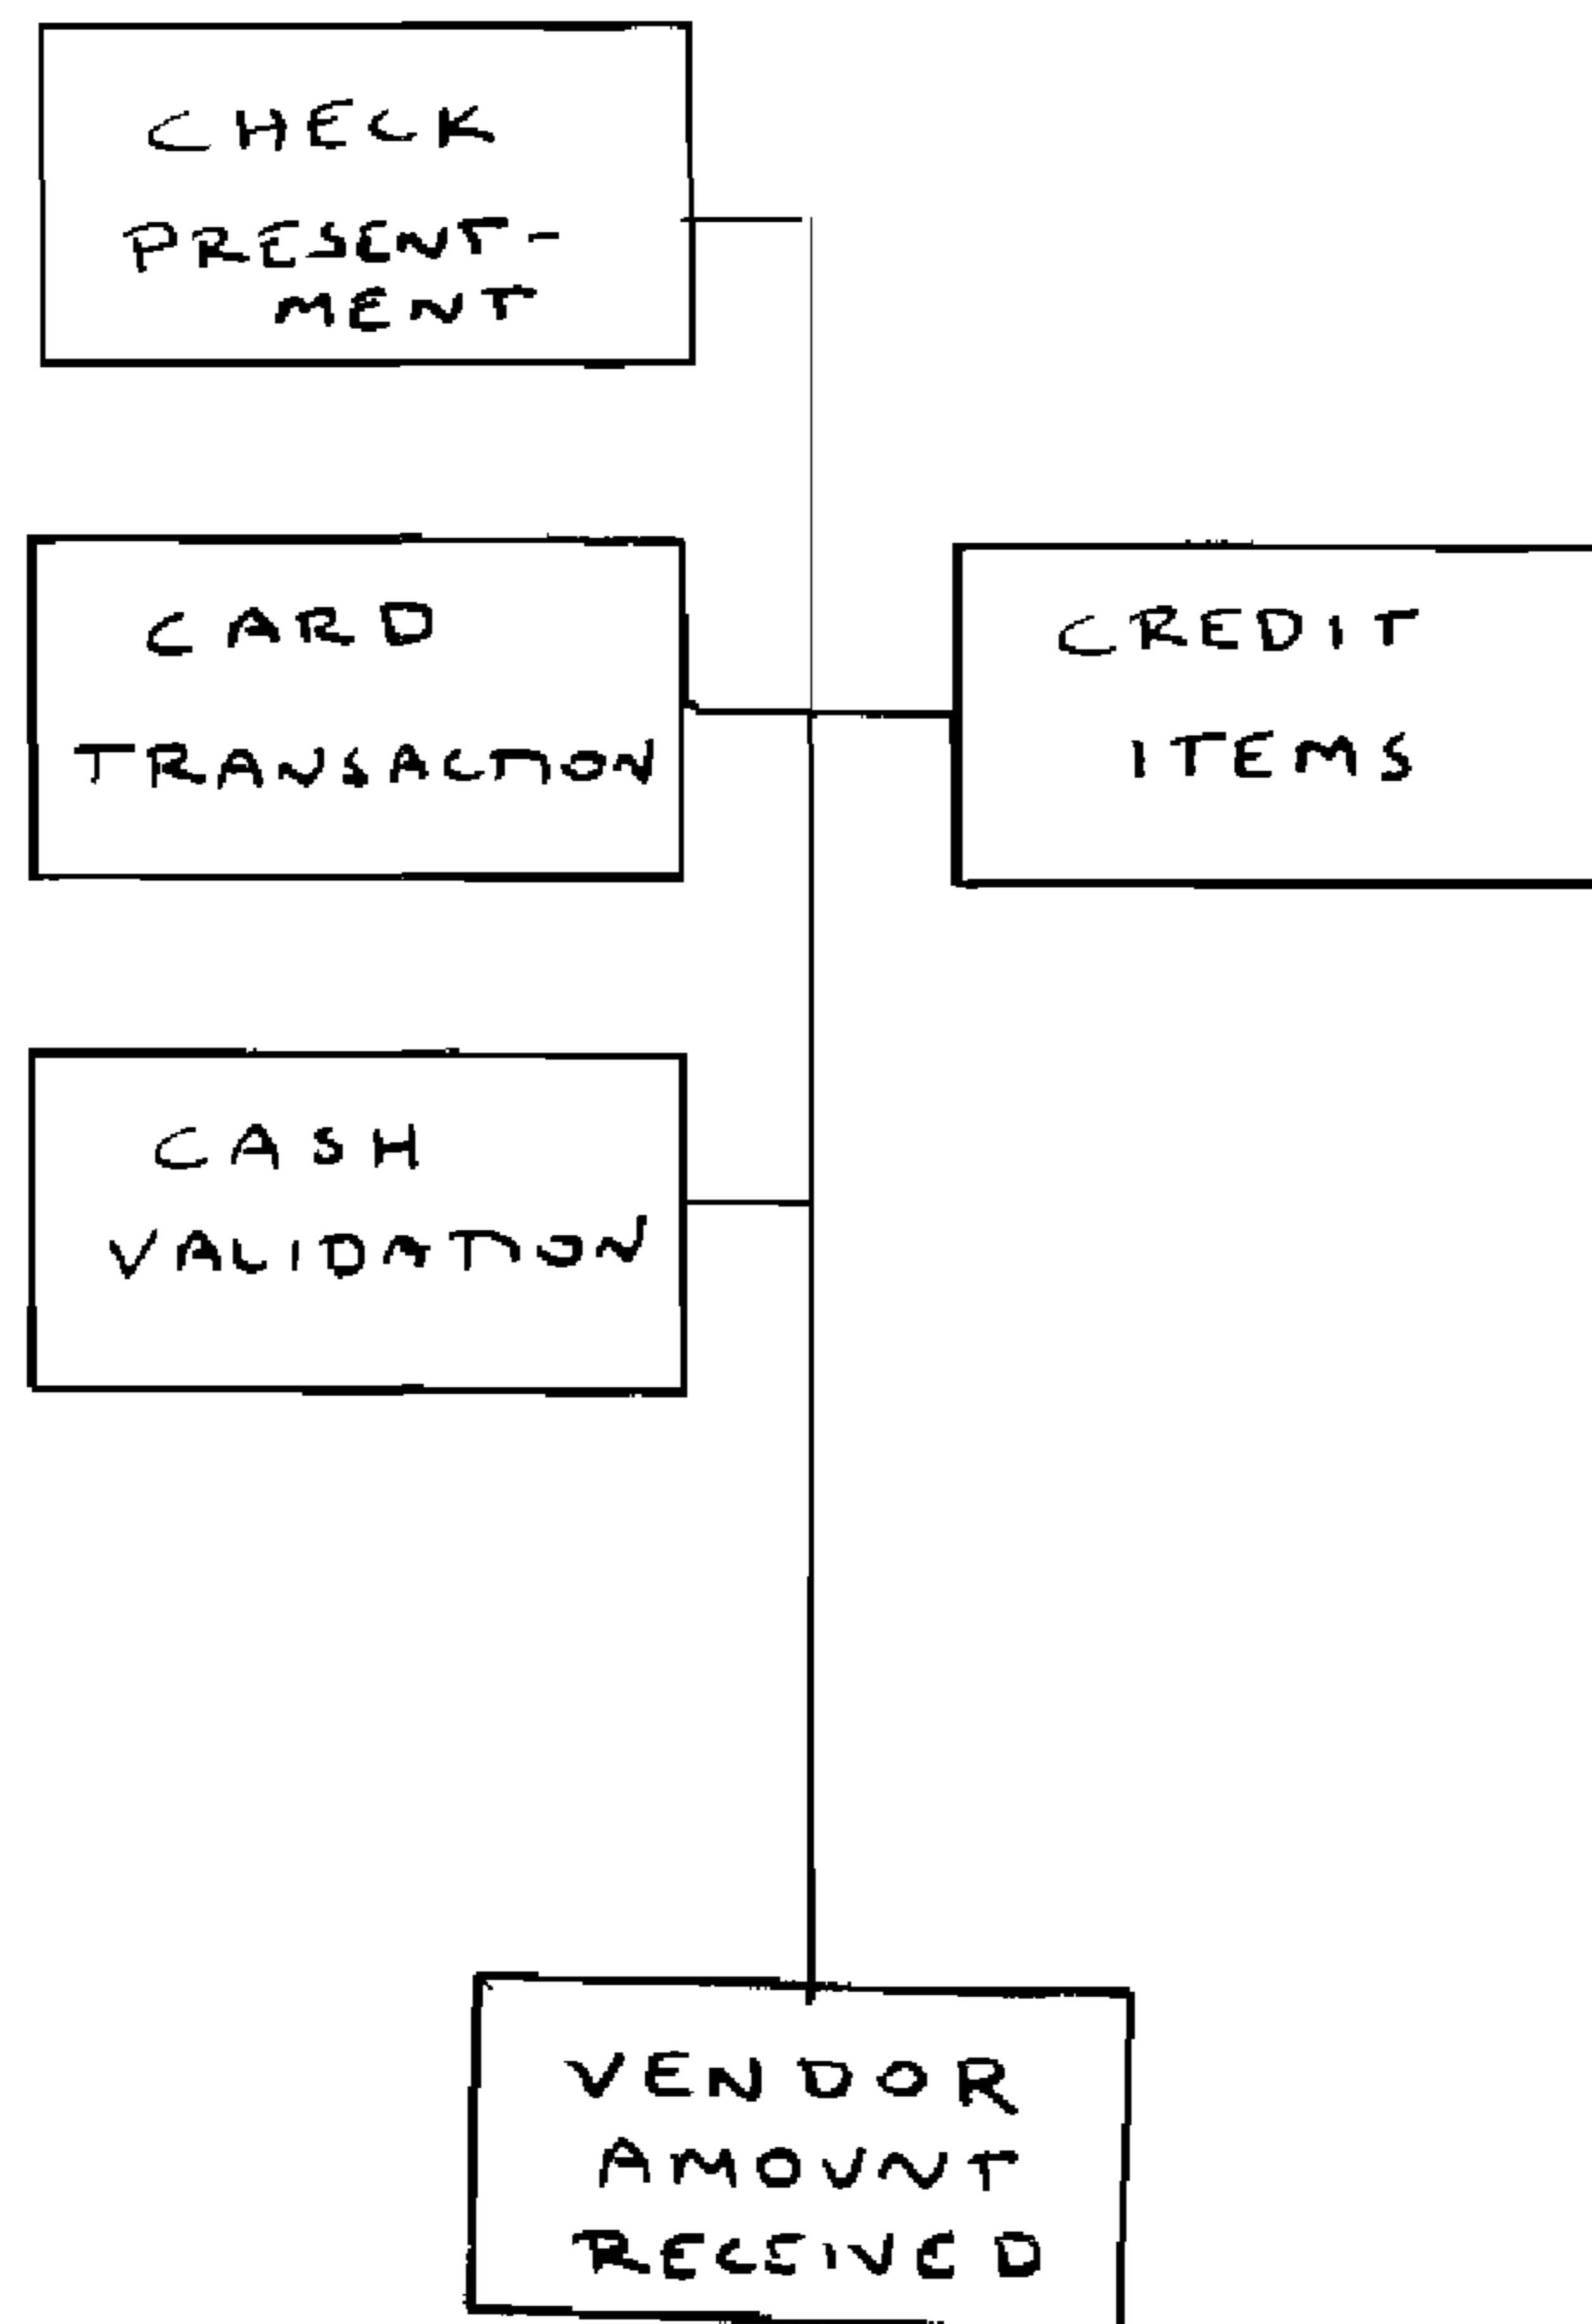 CHECK
PRESENT-
MENT
CARD
TRANSACTION
CREDIT
ITEMS
CASH
VALIDATION
VENDOR
AMOUNT
RECEIVED